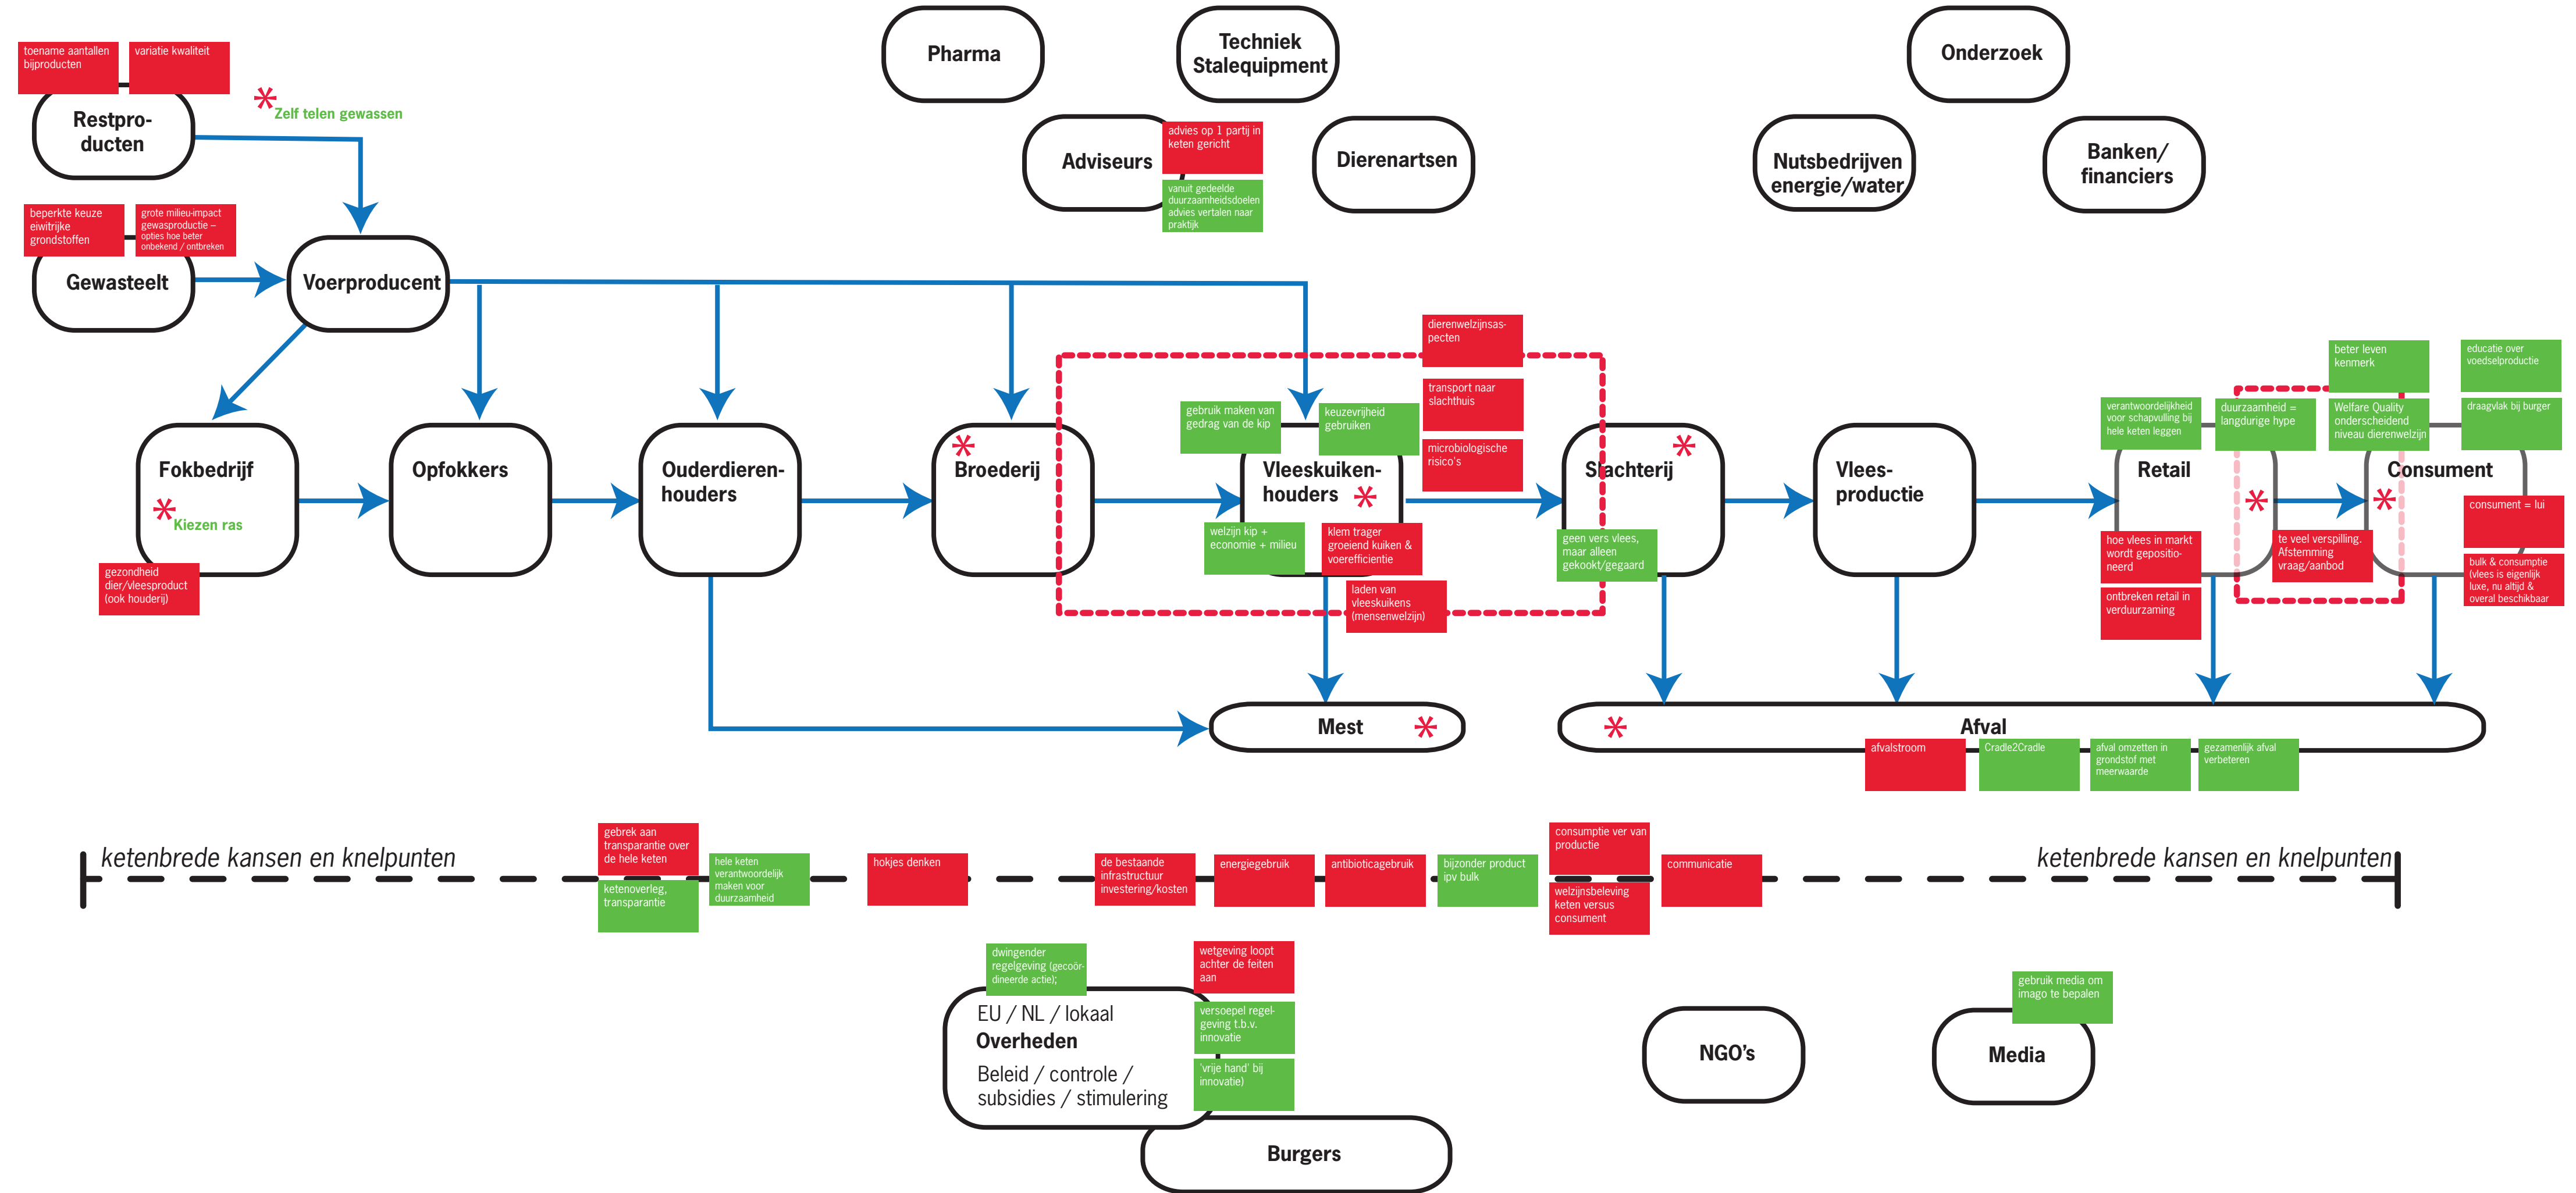 Pharma
Techniek
Stalequipment
Onderzoek
toename aantallen
bijproducten
variatie kwaliteit
*
Zelf telen gewassen
Restpro-
ducten
Adviseurs
advies op 1 partij in
keten gericht
vanuit gedeelde
duurzaamheidsdoelen
advies vertalen naar
praktijk
Dierenartsen
Nutsbedrijven
energie/water
Banken/
financiers
beperkte keuze
eiwitrijke
grondstoffen
grote milieu-impact
gewasproductie –
opties hoe beter
onbekend / ontbreken
Gewasteelt
Voerproducent
dierenwelzijnsas-
pecten
transport naar
slachthuis
microbiologische
risico's
gebruik maken van
gedrag van de kip
keuzevrijheid
gebruiken
beter leven
kenmerk
educatie over
voedselproductie
verantwoordelijkheid
voor schapvulling bij
hele keten leggen
duurzaamheid =
langdurige hype
Welfare Quality
onderscheidend
niveau dierenwelzijn
draagvlak bij burger
Fokbedrijf
*
Kiezen ras
gezondheid
dier/vleesproduct
(ook houderij)
Opfokkers
Ouderdieren-
houders
*
Broederij
Vleeskuiken-
houders *
welzijn kip +
economie + milieu
klem trager
groeiend kuiken &
voerefficientie
laden van
vleeskuikens
(mensenwelzijn)
*
Slachterij
geen vers vlees,
maar alleen
gekookt/gegaard
Vlees-
productie
Retail
*
hoe vlees in markt
wordt gepositio-
neerd
ontbreken retail in
verduurzaming
te veel verspilling.
Afstemming
vraag/aanbod
Consument
*
consument = lui
bulk & consumptie
(vlees is eigenlijk
luxe, nu altijd &
overal beschikbaar
Mest *
* Afval
afvalstroom
Cradle2Cradle
afval omzetten in
grondstof met
meerwaarde
gezamenlijk afval
verbeteren
ketenbrede kansen en knelpunten
gebrek aan
transparantie over
de hele keten
ketenoverleg,
transparantie
hele keten
verantwoordelijk
maken voor
duurzaamheid
hokjes denken
de bestaande
infrastructuur
investering/kosten
energiegebruik
antibioticagebruik
bijzonder product
ipv bulk
consumptie ver van
productie
welzijnsbeleving
keten versus
consument
communicatie
ketenbrede kansen en knelpunten
dwingender
regelgeving (gecoör-
dineerde actie);
wetgeving loopt
achter de feiten
aan
versoepel regel-
geving t.b.v.
innovatie
'vrije hand' bij
innovatie)
EU / NL / lokaal
Overheden
Beleid / controle /
subsidies / stimulering
Burgers
NGO's
gebruik media om
imago te bepalen
Media